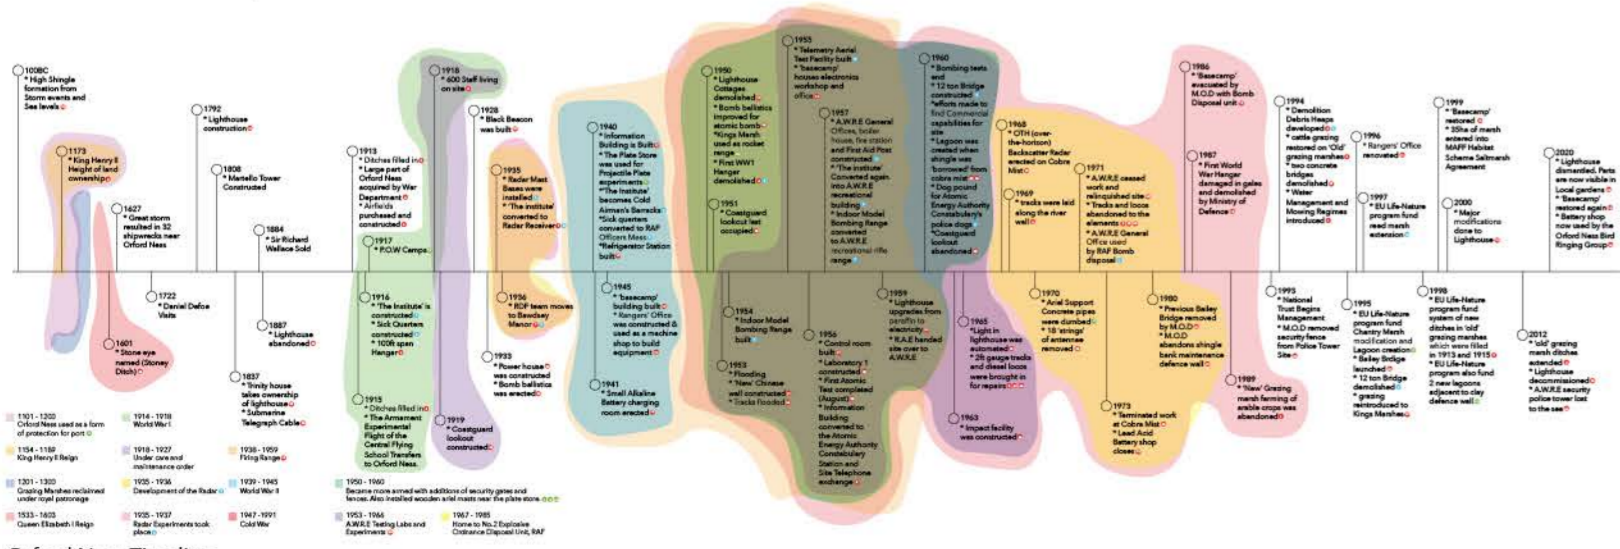 100BC
* High Shingle
formation from
Storm events and
Sea levels
1173
* King Henry II
Height of land
ownership
1627
* Great storm
resulted in 32
shipwrecks near
Orford Ness
1601
* Stone eye
named (Stoney
Ditch)
1722
* Daniel Defoe
Visits
1792
* Lighthouse
construction
1808
* Martello Tower
Constructed
1884
* Sir Richard
Wallace Sold
1887
* Lighthouse
abandoned
1837
* Trinity house
takes ownership
of lighthouse
* Submarine
Telegraph Cable
1913
* Ditches filled in
* Large part of
Orford Ness
acquired by War
Department
* Airfields
purchased and
constructed
1917
* P.O.W Camps
1916
* 'The Institute' is
constructed
* Sick Quarters
constructed
* 100ft span
Hanger
1915
* Ditches filled in
* The Armament
Experimental
Flight of the
Central Flying
School Transfers
to Orford Ness.
1918
* 600 Staff living
on site
1919
* Coastguard
lookout
constructed
1928
* Black Beacon
was built
1935
* Radar Mast
Bases were
installed
* 'The Institute'
converted to
Radar Receiver
1936
* RDF team moves
to Bawdsey
Manor
1933
* Power house
was constructed
* Bomb ballistics
was erected
1940
* Information
Building is Built
* The Plate Store
was used for
Projectile Plate
experiments
*'The Institute'
becomes Cold
Airman's Barracks
*Sick quarters
converted to RAF
Officers Mess
*Refrigerator Station
built
1945
* 'basecamp'
building built
* Rangers' Office
was constructed &
used as a machine
shop to build
equipment
1941
* Small Alkaline
Battery charging
room erected
1950
* Lighthouse
Cottages
demolished
* Bomb ballistics
improved for
atomic bomb
*Kings Marsh
used as rocket
range
* First WW1
Hanger
demolished
1951
* Coastguard
lookout last
occupied
1954
* Indoor Model
Bombing Range
built
1953
* Flooding
* 'New' Chinese
wall constructed
* Tracks flooded
1955
* Telemetry Aerial
Test Facility built
* 'basecamp'
houses electronics
workshop and
office
1957
* A.W.R.E General
Offices, boiler
house, fire station
and First Aid Post
constructed
* 'The institute'
Converted again
into A.W.R.E
recreational
building
* Indoor Model
Bombing Range
converted
to A.W.R.E
recreational rifle
range
1956
* Control room
built
* Laboratory 1
constructed
* First Atomic
Test completed
(August)
* Information
Building
converted to
the Atomic
Energy Authority
Constabulary
Station and
Site Telephone
exchange
1959
* Lighthouse
upgrades from
paraffin to
electricity
* R.A.E handed
site over to
A.W.R.E
1960
* Bombing tests
end
* 12 ton Bridge
constructed
*efforts made to
find Commercial
capabilities for
site
* Lagoon was
created when
shingle was
'borrowed' from
cobra mist
* Dog pound
for Atomic
Energy Authority
Constabulary's
police dogs
*Coastguard
lookout
abandoned
1965
*Light in
lighthouse was
automated
* 2ft gauge tracks
and diesel locos
were brought in
for repairs
1963
* Impact facility
was constructed
1968
* OTH (over-
the-horizon)
Backscatter Radar
erected on Cobra
Mist
1969
* tracks were laid
along the river
wall
1970
* Ariel Support
Concrete pipes
were dumbed
* 18 'strings'
of antennae
removed
1971
* A.W.R.E ceased
work and
relinquished site
* Tracks and locos
abandoned to the
elements
* A.W.R.E General
Office used
by RAF Bomb
disposal
1973
* Terminated work
at Cobra Mist
* Lead Acid
Battery shop
closes
1980
* Previous Bailey
Bridge removed
by M.O.D
* M.O.D
abandons shingle
bank maintenance
defence wall
1986
* 'Basecamp'
evacuated by
M.O.D with Bomb
Disposal unit
1987
* First World
War Hangar
damaged in gales
and demolished
by Ministry of
Defence
1989
* 'New' Grazing
marsh farming of
arable crops was
abandoned
1994
* Demolition
Debris Heaps
developed
* cattle grazing
restored on 'Old'
grazing marshes
* two concrete
bridges
demolished
* Water
Management and
Mowing Regimes
introduced
1993
* National
Trust Begins
Management
* M.O.D removed
security fence
from Police Tower
Site
1996
* Rangers' Office
renovated
1997
* EU Life-Nature
program fund
reed marsh
extension
1995
* EU Life-Nature
program fund
Chantry Marsh
modification and
Lagoon creation
* Bailey Bridge
launched
* 12 ton Bridge
demolished
* grazing
reintroduced to
Kings Marshes
1999
* 'Basecamp'
restored
* 35ha of marsh
entered into
MAFF Habitat
Scheme Saltmarsh
Agreement
2000
* Major
modifications
done to
Lighthouse
1998
* EU Life-Nature
program fund
system of new
ditches in 'old'
grazing marshes
which were filled
in 1913 and 1915
* EU Life-Nature
program also fund
2 new lagoons
adjacent to clay
defence wall
2020
* Lighthouse
dismantled. Parts
are now visible in
Local gardens
* 'Basecamp'
restored again
* Battery shop
now used by the
Orford Ness Bird
Ringing Group
2012
* 'old' grazing
marsh ditches
extended
* Lighthouse
decommissioned
* A.W.R.E security
police tower lost
to the sea
1101 - 1200
Orford Ness used as a form
of protection for port
1154 - 1189
King Henry II Reign
1201 - 1300
Grazing Marshes reclaimed
under royal patronage
1533 - 1603
Queen Elizabeth I Reign
1914 - 1918
World War I
1918 - 1927
Under care and
maintenance order
1935 - 1936
Development of the Radar
1935 - 1937
Radar Experiments took
place
1938 - 1959
Firing Range
1939 - 1945
World War II
1947 -1991
Cold War
1950 - 1960
Became more armed with additions of security gates and
fences. Also installed wooden ariel masts near the plate store.
1953 - 1966
A.W.R.E Testing Labs and
Experiments
1967 - 1985
Home to No.2 Explosive
Ordinance Disposal Unit, RAF